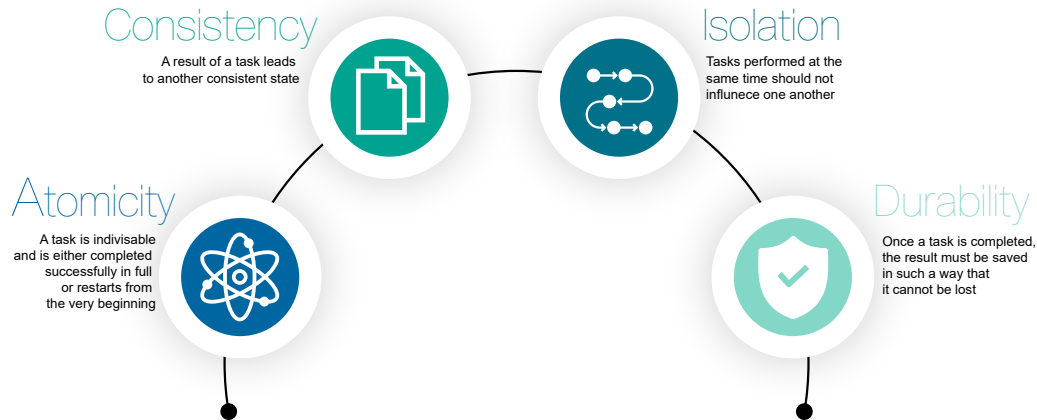 Consistency
A result of a task leads
to another consistent state
Isolation
Tasks performed at the
same time should not
influnece one another
Atomicity
A task is indivisable
and is either completed
successfully in full
or restarts from
the very beginning
Durability
Once a task is completed,
the result must be saved
in such a way that
it cannot be lost